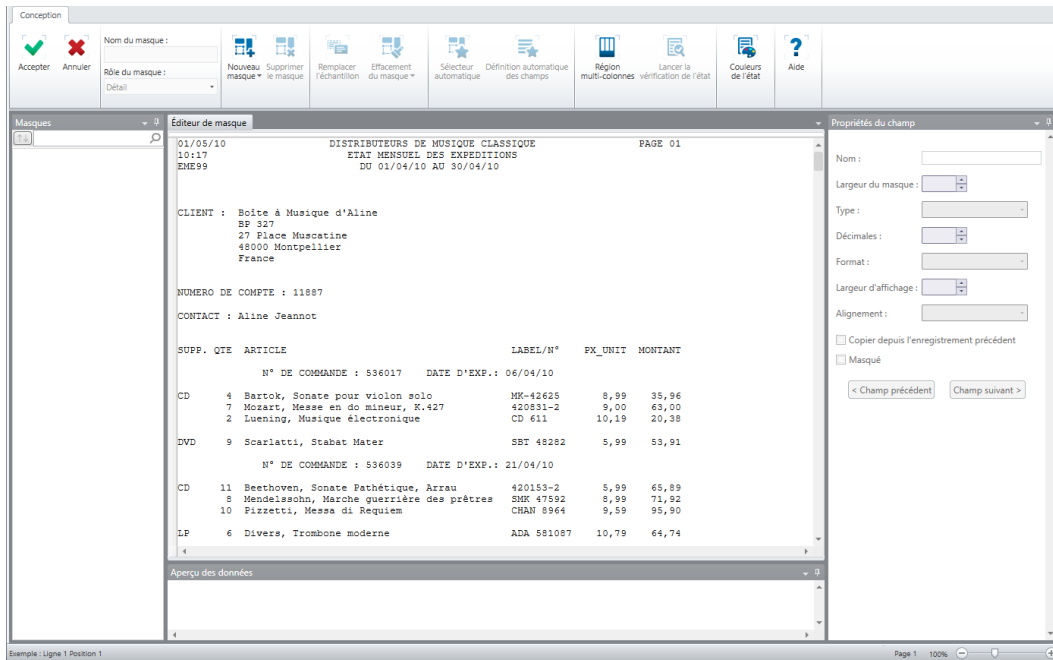 Conception
Accepter
Annuler
Nom du masque :
Rôle du masque :
Détail
Nouveau masque
Supprimer le masque
Remplacer l'échantillon
Effacement du masque
Sélecteur automatique
Définition automatique des champs
Région multi-colonnes
Lancer la vérification de l'état
Couleurs de l'état
Aide
Masques
Éditeur de masque
01/05/10 DISTRIBUTEURS DE MUSIQUE CLASSIQUE PAGE 01
10:17 ETAT MENSUEL DES EXPEDITIONS
EME99 DU 01/04/10 AU 30/04/10
CLIENT : Boîte à Musique d'Aline
BP 327
27 Place Muscatine
48000 Montpellier
France
NUMERO DE COMPTE : 11887
CONTACT : Aline Jeannot
SUPP. QTE ARTICLE LABEL/N° PX_UNIT MONTANT
N° DE COMMANDE : 536017 DATE D'EXP.: 06/04/10
CD 4 Bartok, Sonate pour violon solo MK-42625 8,99 35,96
7 Mozart, Messe en do mineur, K.427 420831-2 9,00 63,00
2 Luening, Musique électronique CD 611 10,19 20,38
DVD 9 Scarlatti, Stabat Mater SBT 48282 5,99 53,91
N° DE COMMANDE : 536039 DATE D'EXP.: 21/04/10
CD 11 Beethoven, Sonate Pathétique, Arrau 420153-2 5,99 65,89
8 Mendelssohn, Marche guerrière des prêtres SMK 47592 8,99 71,92
10 Pizzetti, Messa di Requiem CHAN 8964 9,59 95,90
LP 6 Divers, Trombone moderne ADA 581087 10,79 64,74
Aperçu des données
Propriétés du champ
Nom :
Largeur du masque :
Type :
Décimales :
Format :
Largeur d'affichage :
Alignement :
Copier depuis l'enregistrement précédent
Masqué
< Champ précédent
Champ suivant >
Exemple : Ligne 1 Position 1
Page 1 100%